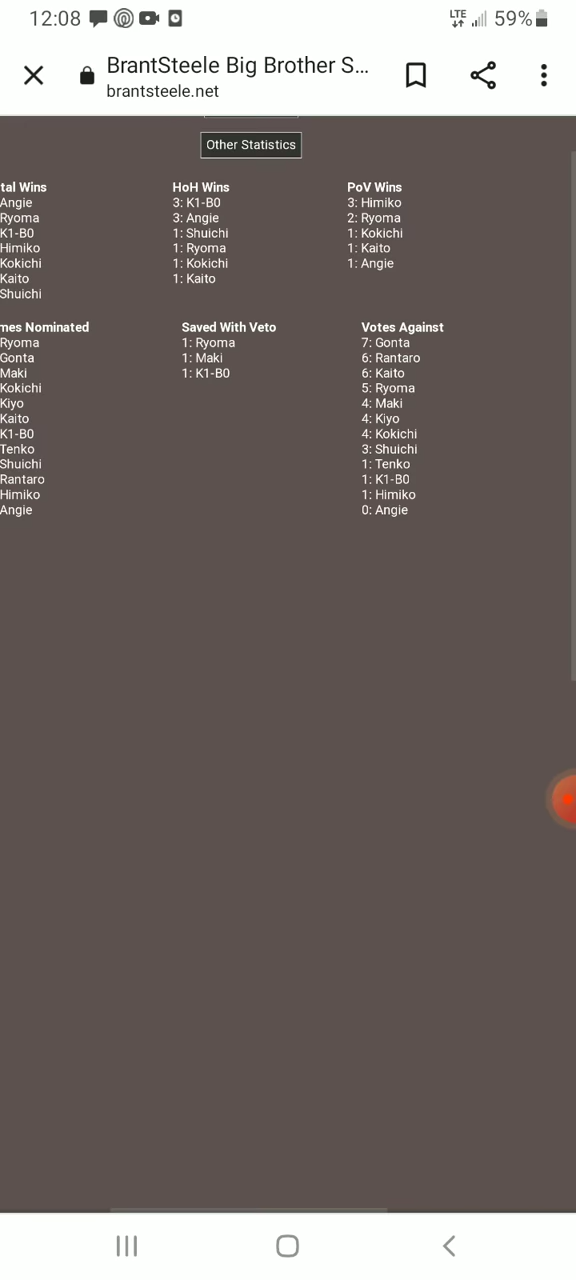 12:08 LTE 59%
BrantSteele Big Brother S...
brantsteele.net
Other Statistics
tal Wins
Angie
Ryoma
K1-B0
Himiko
Kokichi
Kaito
Shuichi
HoH Wins
3: K1-B0
3: Angie
1: Shuichi
1: Ryoma
1: Kokichi
1: Kaito
PoV Wins
3: Himiko
2: Ryoma
1: Kokichi
1: Kaito
1: Angie
mes Nominated
Ryoma
Gonta
Maki
Kokichi
Kiyo
Kaito
K1-B0
Tenko
Shuichi
Rantaro
Himiko
Angie
Saved With Veto
1: Ryoma
1: Maki
1: K1-B0
Votes Against
7: Gonta
6: Rantaro
6: Kaito
5: Ryoma
4: Maki
4: Kiyo
4: Kokichi
3: Shuichi
1: Tenko
1: K1-B0
1: Himiko
0: Angie